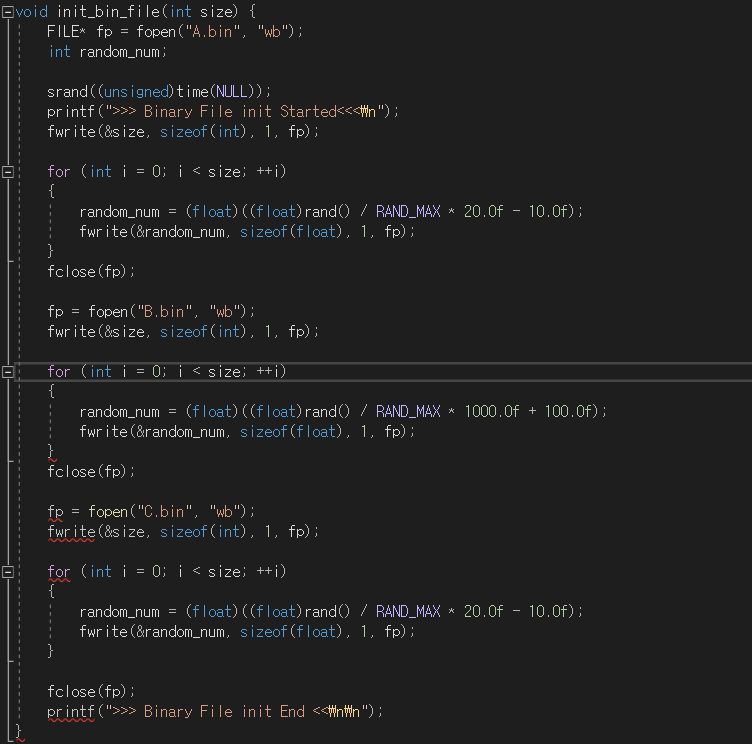 void init_bin_file(int size) {
FILE* fp = fopen("A.bin", "wb");
int random_num;
srand((unsigned)time(NULL));
printf(">>> Binary File init Started<<<₩n");
fwrite(&size, sizeof(int), 1, fp);
for (int i = 0; i < size; ++i)
{
random_num = (float)((float)rand() / RAND_MAX * 20.0f - 10.0f);
fwrite(&random_num, sizeof(float), 1, fp);
}
fclose(fp);
fp = fopen("B.bin", "wb");
fwrite(&size, sizeof(int), 1, fp);
for (int i = 0; i < size; ++i)
{
random_num = (float)((float)rand() / RAND_MAX * 1000.0f + 100.0f);
fwrite(&random_num, sizeof(float), 1, fp);
}
fclose(fp);
fp = fopen("C.bin", "wb");
fwrite(&size, sizeof(int), 1, fp);
for (int i = 0; i < size; ++i)
{
random_num = (float)((float)rand() / RAND_MAX * 20.0f - 10.0f);
fwrite(&random_num, sizeof(float), 1, fp);
}
fclose(fp);
printf(">>> Binary File init End <<₩n₩n");
}